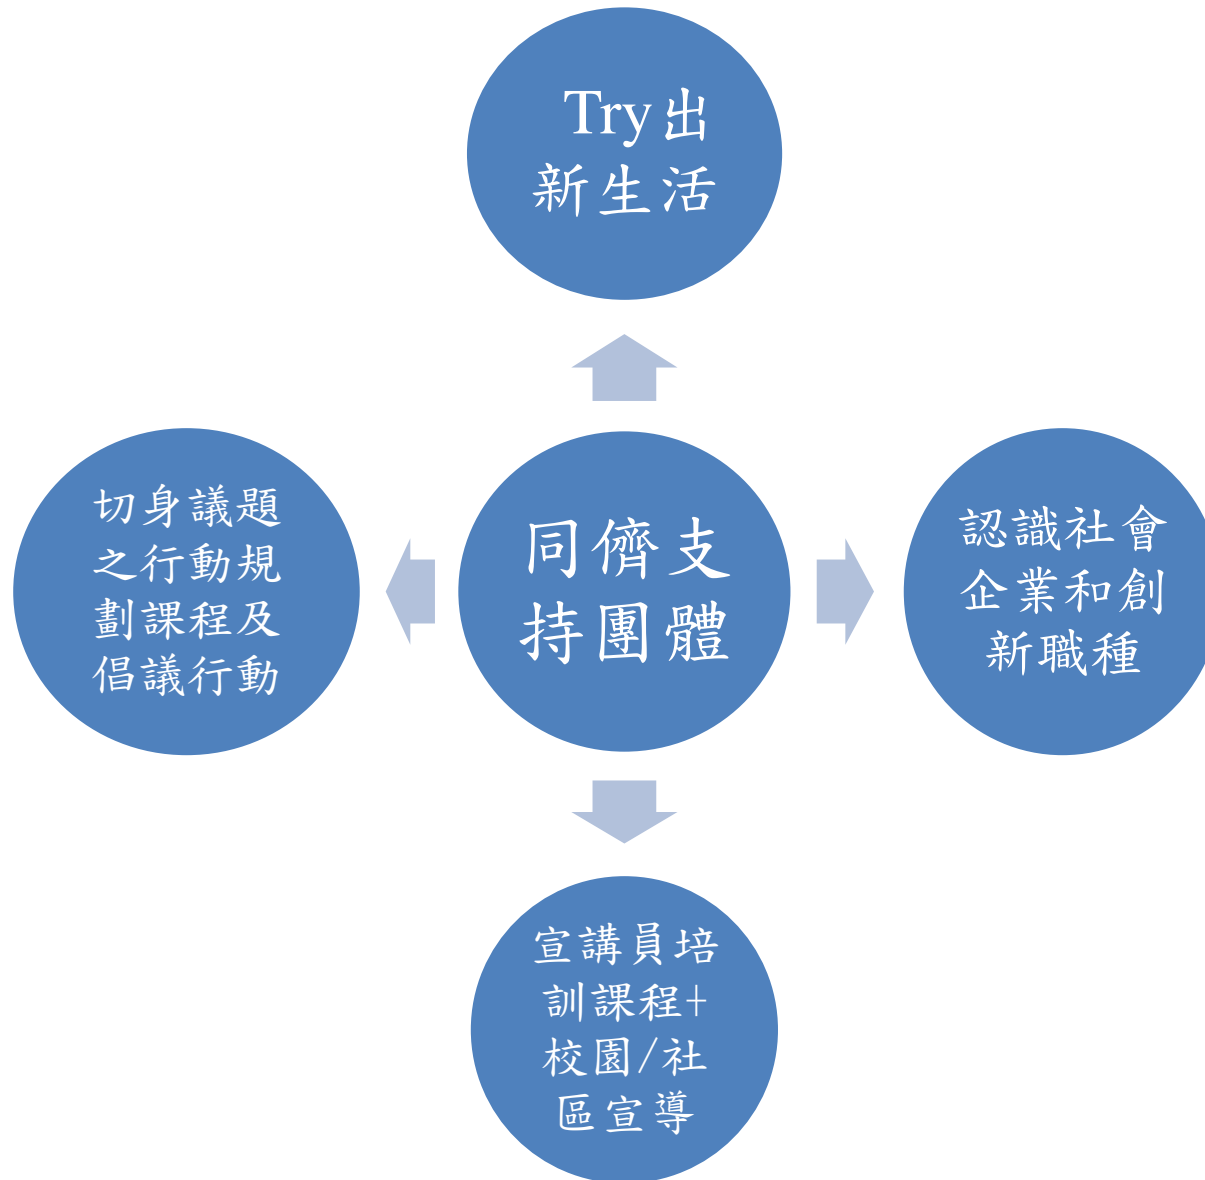 Try出
新生活
切身議題
之行動規
劃課程及
倡議行動
同儕支
持團體
認識社會
企業和創
新職種
宣講員培
訓課程+
校園/社
區宣導